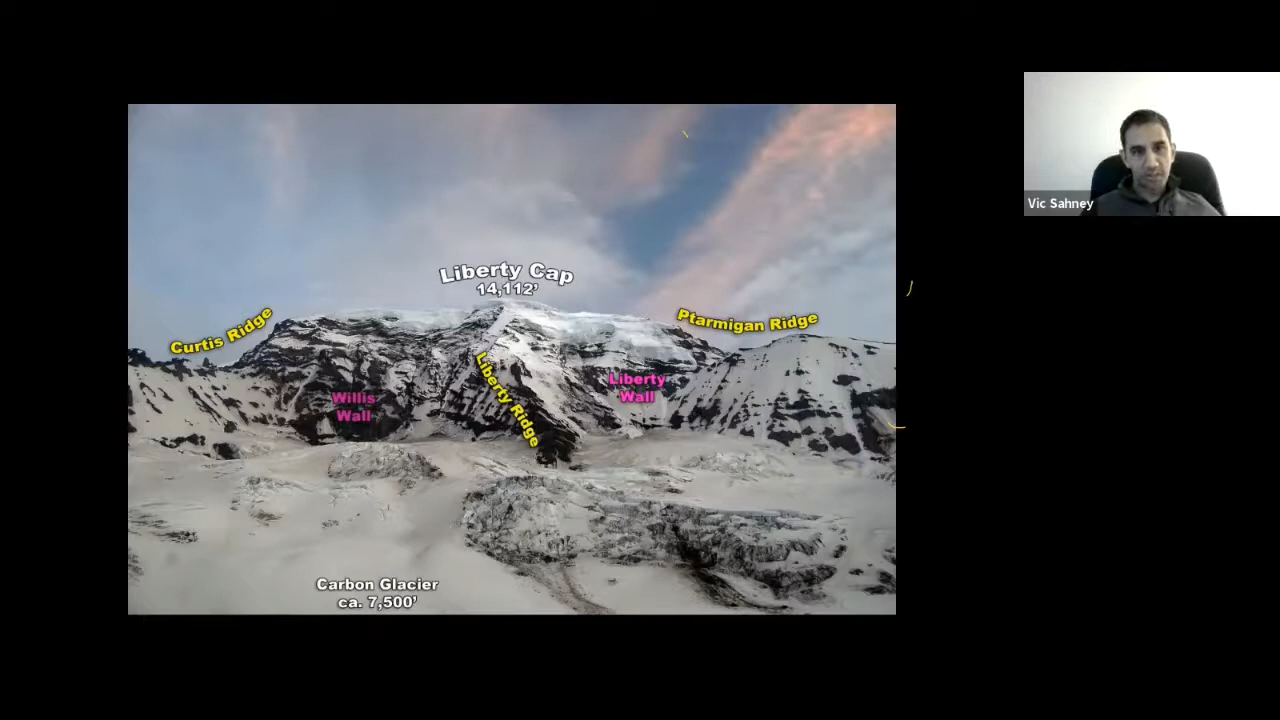 Liberty Cap
14,112'
Curtis Ridge
Ptarmigan Ridge
Liberty Ridge
Liberty
Wall
Willis
Wall
Carbon Glacier
ca. 7,500'
Vic Sahney